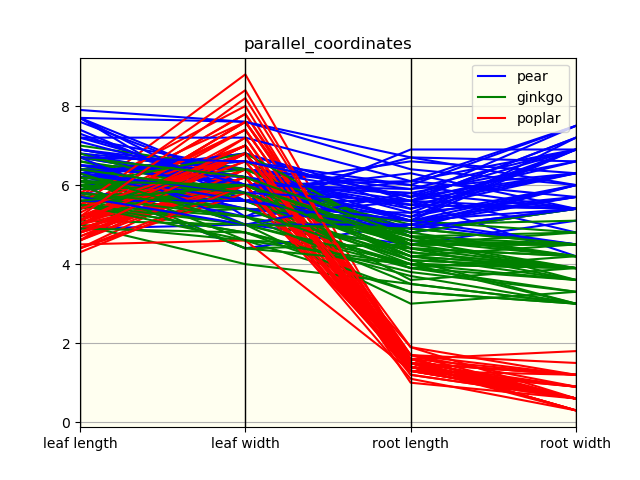 parallel_coordinates
pear
ginkgo
poplar
8
6
4
2
0
leaf length
leaf width
root length
root width